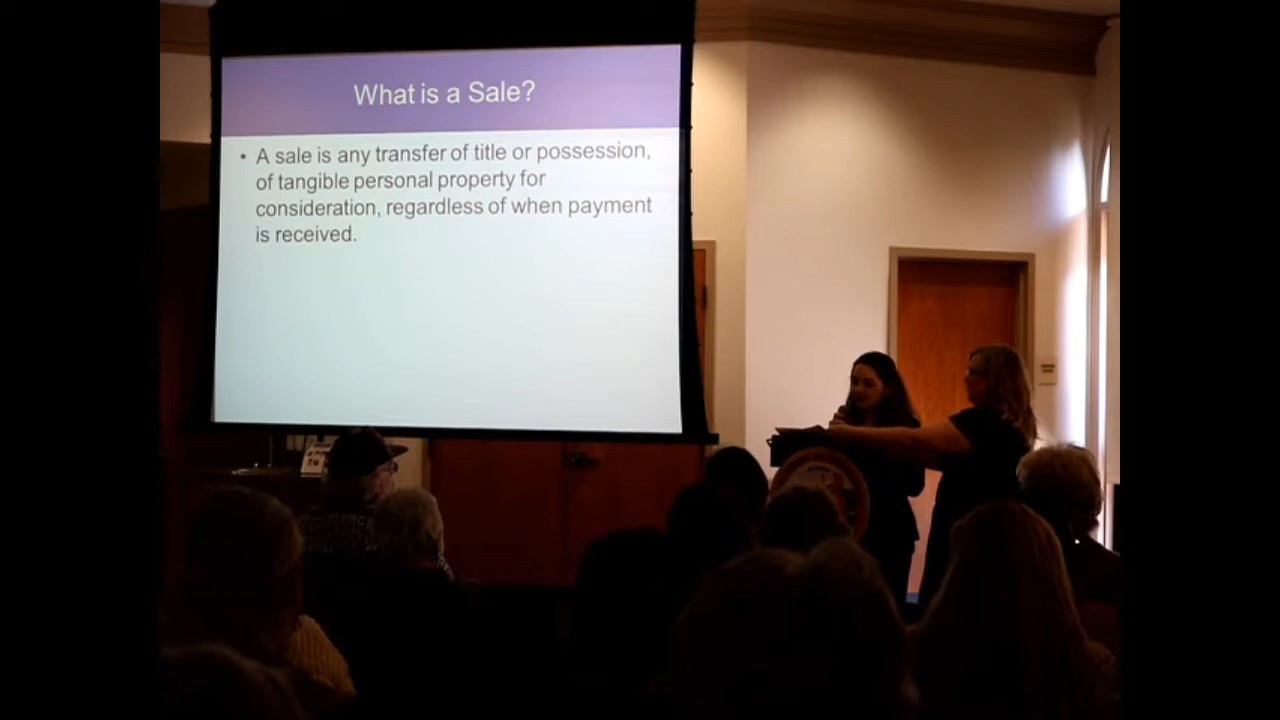 What is a Sale?
• A sale is any transfer of title or possession,
of tangible personal property for
consideration, regardless of when payment
is received.